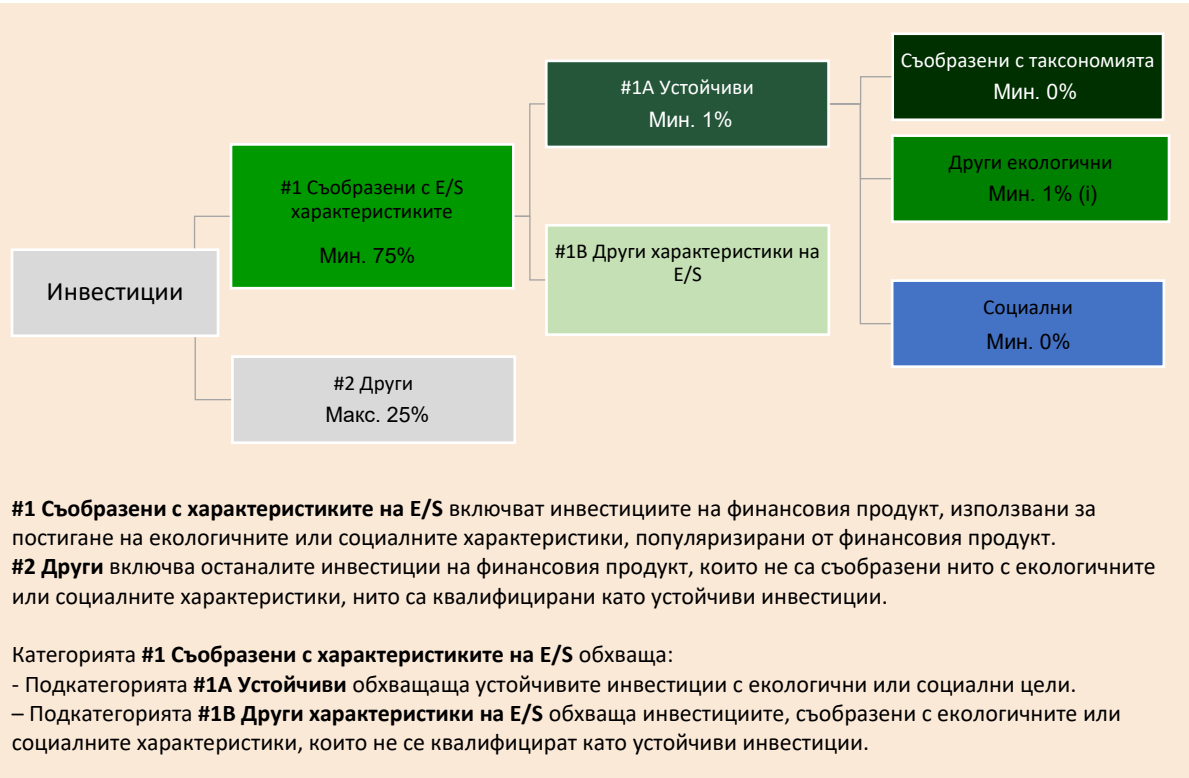 Съобразени с таксономията
Мин. 0%
#1А Устойчиви
Мин. 1%
Други екологични
Мин. 1% (i)
#1 Съобразени с E/S
характеристиките
Мин. 75%
#1В Други характеристики на
E/S
Инвестиции
Социални
Мин. 0%
#2 Други
Макс. 25%
#1 Съобразени с характеристиките на E/S включват инвестициите на финансовия продукт, използвани за
постигане на екологичните или социалните характеристики, популяризирани от финансовия продукт.
#2 Други включва останалите инвестиции на финансовия продукт, които не са съобразени нито с екологичните
или социалните характеристики, нито са квалифицирани като устойчиви инвестиции.
Категорията #1 Съобразени с характеристиките на E/S обхваща:
- Подкатегорията #1А Устойчиви обхващаща устойчивите инвестиции с екологични или социални цели.
– Подкатегорията #1В Други характеристики на E/S обхваща инвестициите, съобразени с екологичните или
социалните характеристики, които не се квалифицират като устойчиви инвестиции.